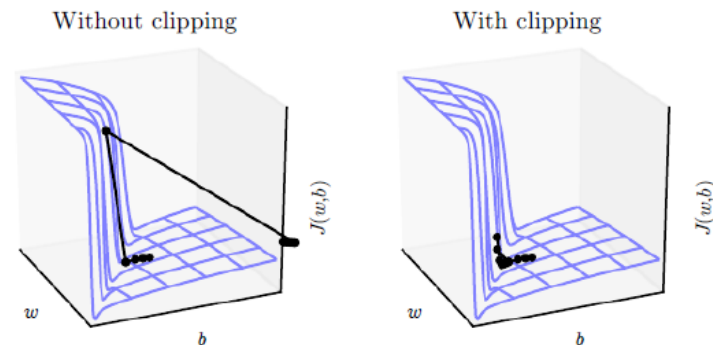 Without clipping
With clipping
J(w,b)
J(w,b)
w
b
w
b